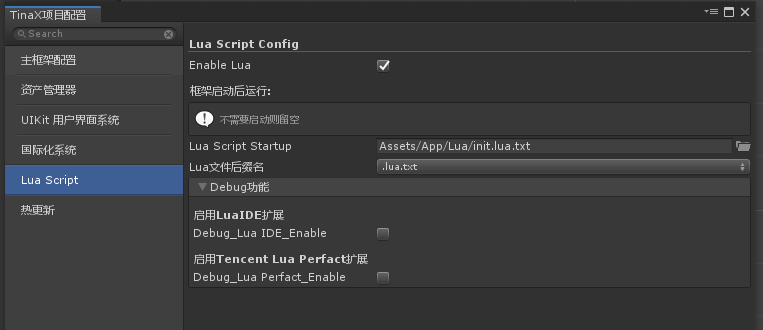 TinaX项目配置
Search
主框架配置
资产管理器
UIKit 用户界面系统
国际化系统
Lua Script
热更新
Lua Script Config
Enable Lua
框架启动后运行:
不需要启动则留空
Lua Script Startup Assets/App/Lua/init.lua.txt
Lua文件后缀名 .lua.txt
Debug功能
启用LuaIDE扩展
Debug_Lua IDE_Enable
启用Tencent Lua Perfact扩展
Debug_Lua Perfact_Enable